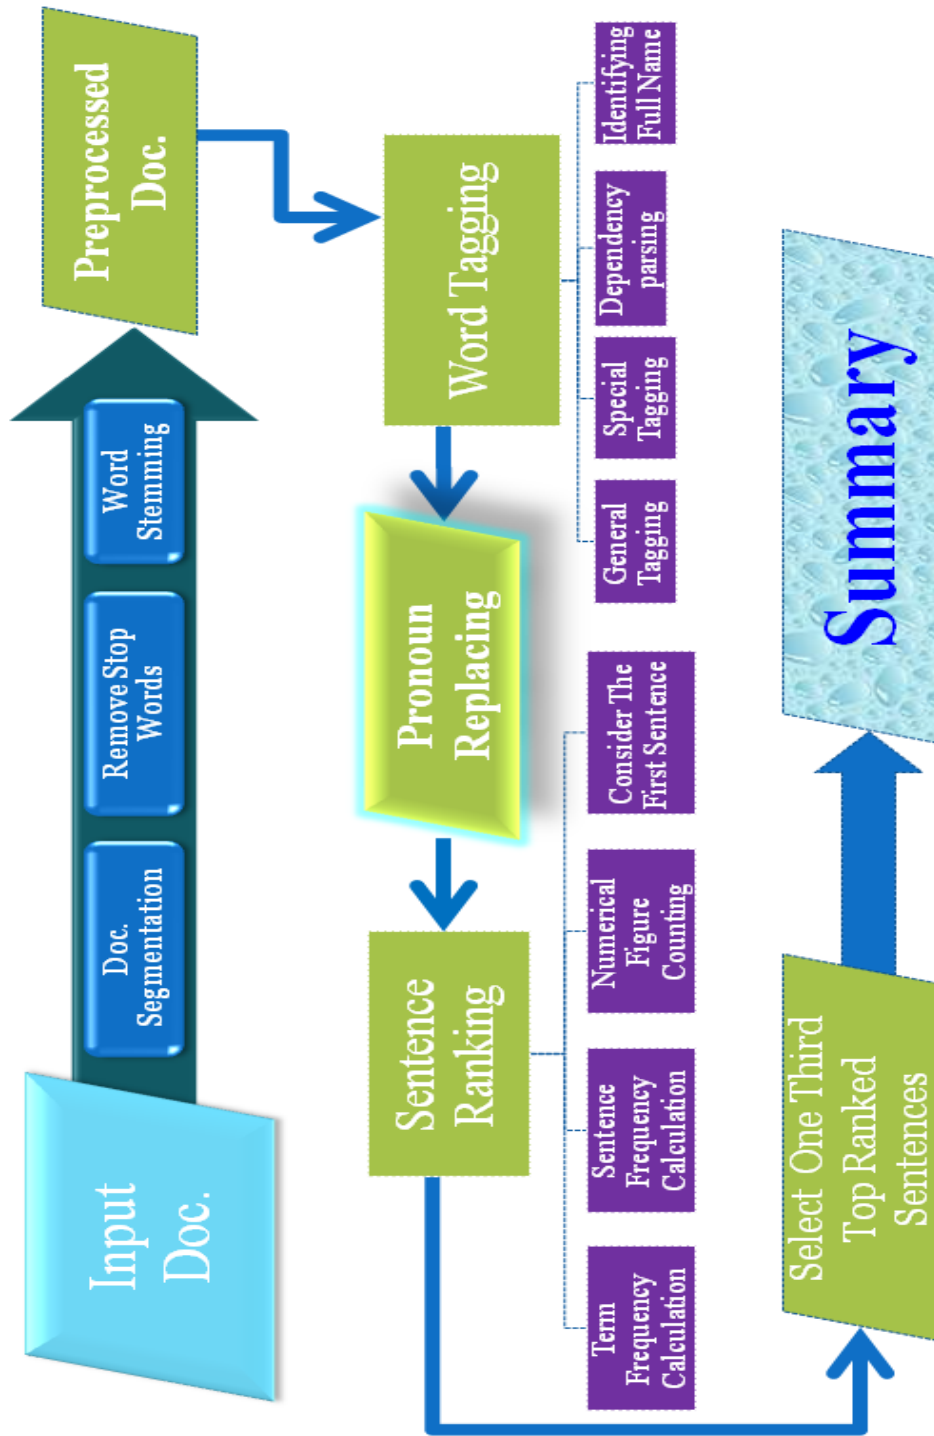 Input
Doc.
Doc.
Segmentation
Remove Stop
Words
Word
Stemming
Preprocessed
Doc.
Word Tagging
General
Tagging
Special
Tagging
Dependency
parsing
Identifying
Full Name
Pronoun
Replacing
Sentence
Ranking
Term
Frequency
Calculation
Sentence
Frequency
Calculation
Numerical
Figure
Counting
Consider The
First Sentence
Select One Third
Top Ranked
Sentences
Summary